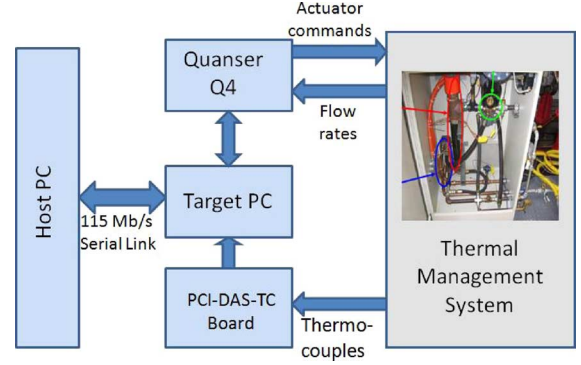 Actuator
commands
Quanser
Q4
Flow
rates
Host PC
115 Mb/s
Serial Link
Target PC
PCI-DAS-TC
Board
Thermo-
couples
Thermal
Management
System